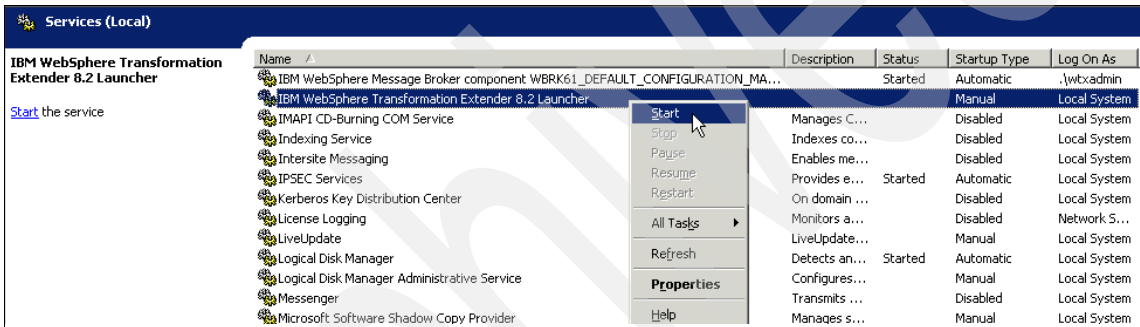 Services (Local)
IBM WebSphere Transformation
Extender 8.2 Launcher
Start the service
Name Description Status Startup Type Log On As
IBM WebSphere Message Broker component WBRK61_DEFAULT_CONFIGURATION_MA... Started Automatic .\wtxadmin
IBM WebSphere Transformation Extender 8.2 Launcher Manual Local System
IMAPI CD-Burning COM Service Manages C... Disabled Local System
Indexing Service Indexes co... Disabled Local System
Intersite Messaging Enables me... Disabled Local System
IPSEC Services Provides e... Started Automatic Local System
Kerberos Key Distribution Center On domain ... Disabled Local System
License Logging Monitors a... Disabled Network S...
LiveUpdate LiveUpdate... Manual Local System
Logical Disk Manager Detects an... Started Automatic Local System
Logical Disk Manager Administrative Service Configures... Manual Local System
Messenger Transmits ... Disabled Local System
Microsoft Software Shadow Copy Provider Manages s... Manual Local System
Start
Stop
Pause
Resume
Restart
All Tasks
Refresh
Properties
Help